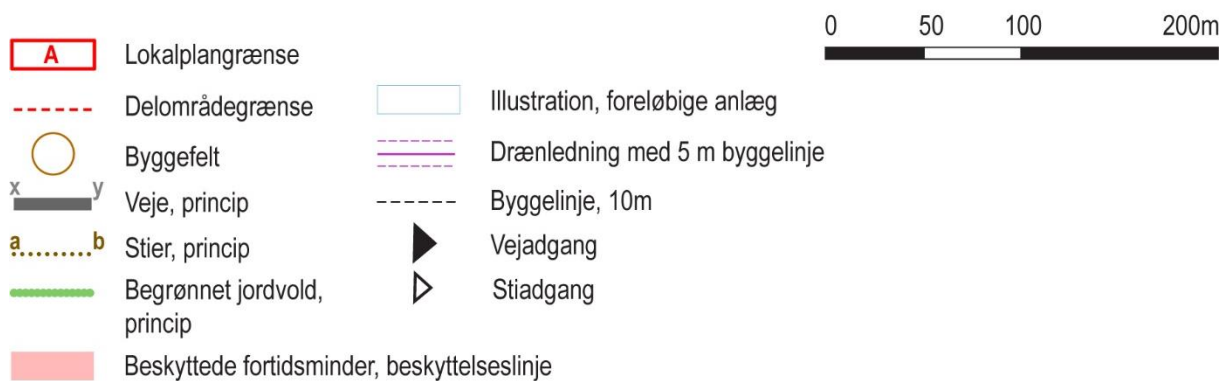 0 50 100 200m
A Lokalplangrænse
Delområdegrænse
Byggefelt
x y Veje, princip
a b Stier, princip
Begrønnet jordvold,
princip
Beskyttede fortidsminder, beskyttelseslinje
Illustration, foreløbige anlæg
Drænledning med 5 m byggelinje
Byggelinje, 10m
Vejadgang
Stiadgang